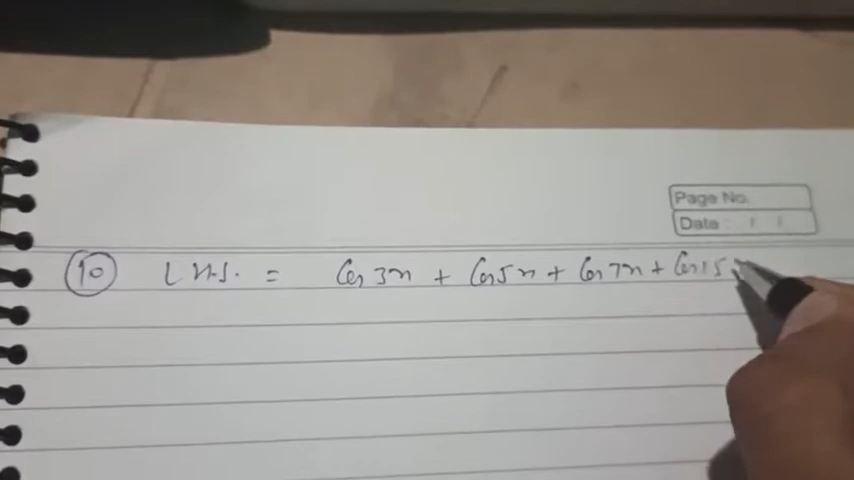 Page No.
Date : / /
10 L.H.S. = Cos 3x + Cos 5x + Cos 7x + Cos 15